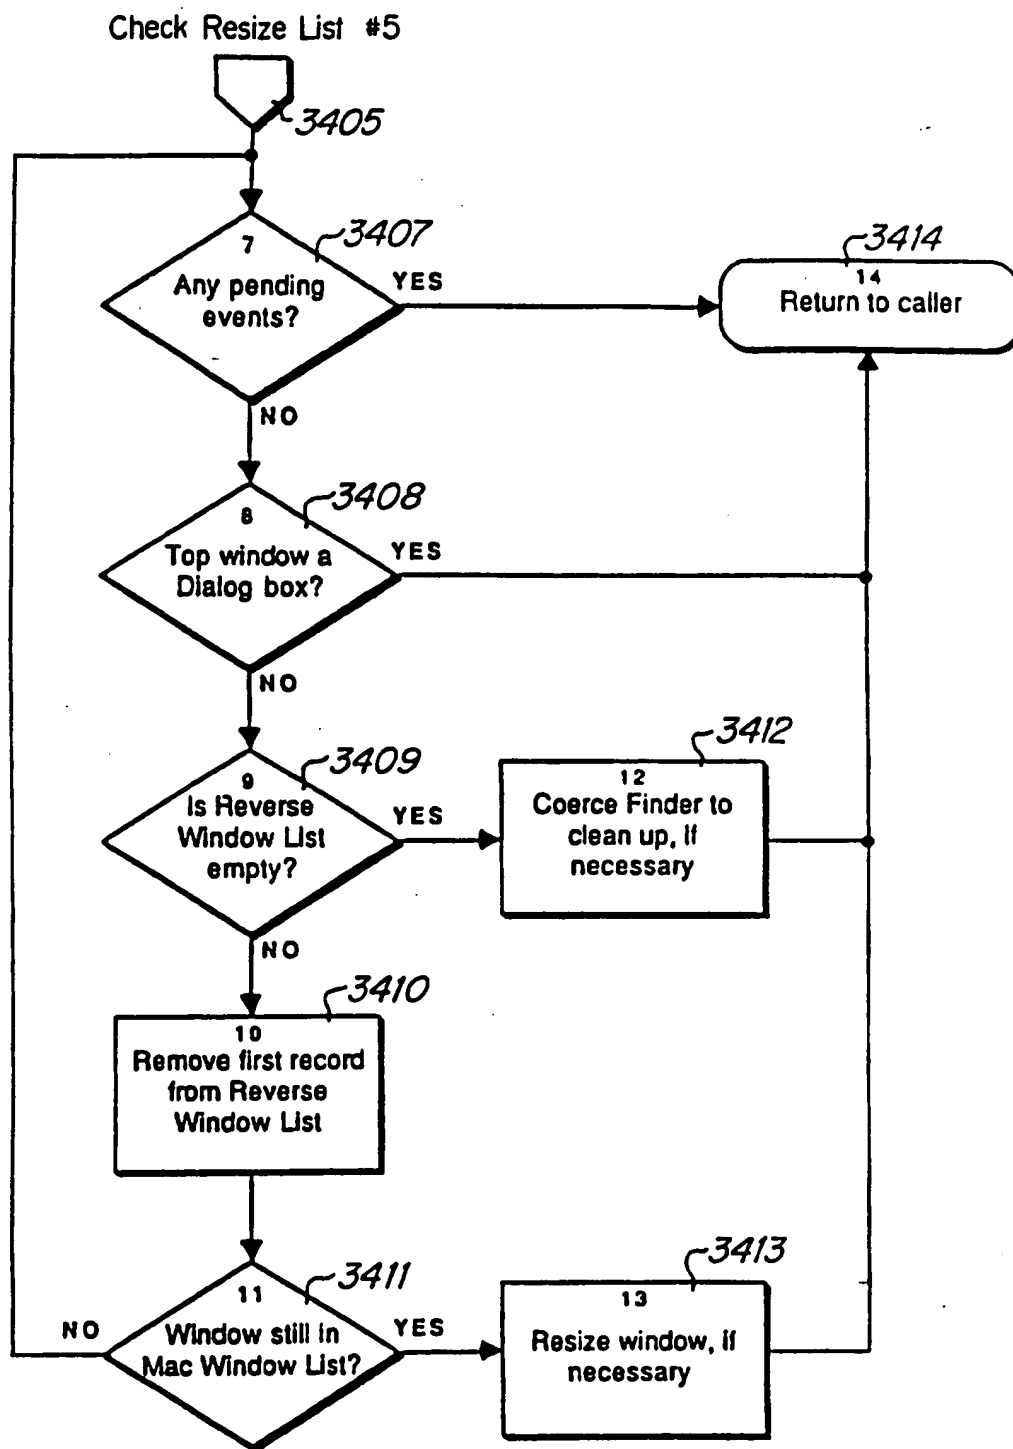 Check Resize List #5
3405
3407
7
Any pending
events?
YES
NO
3414
14
Return to caller
3408
8
Top window a
Dialog box?
YES
NO
3409
9
Is Reverse
Window List
empty?
YES
NO
3412
12
Coerce Finder to
clean up, if
necessary
3410
10
Remove first record
from Reverse
Window List
3411
11
Window still in
Mac Window List?
NO
YES
3413
13
Resize window, if
necessary